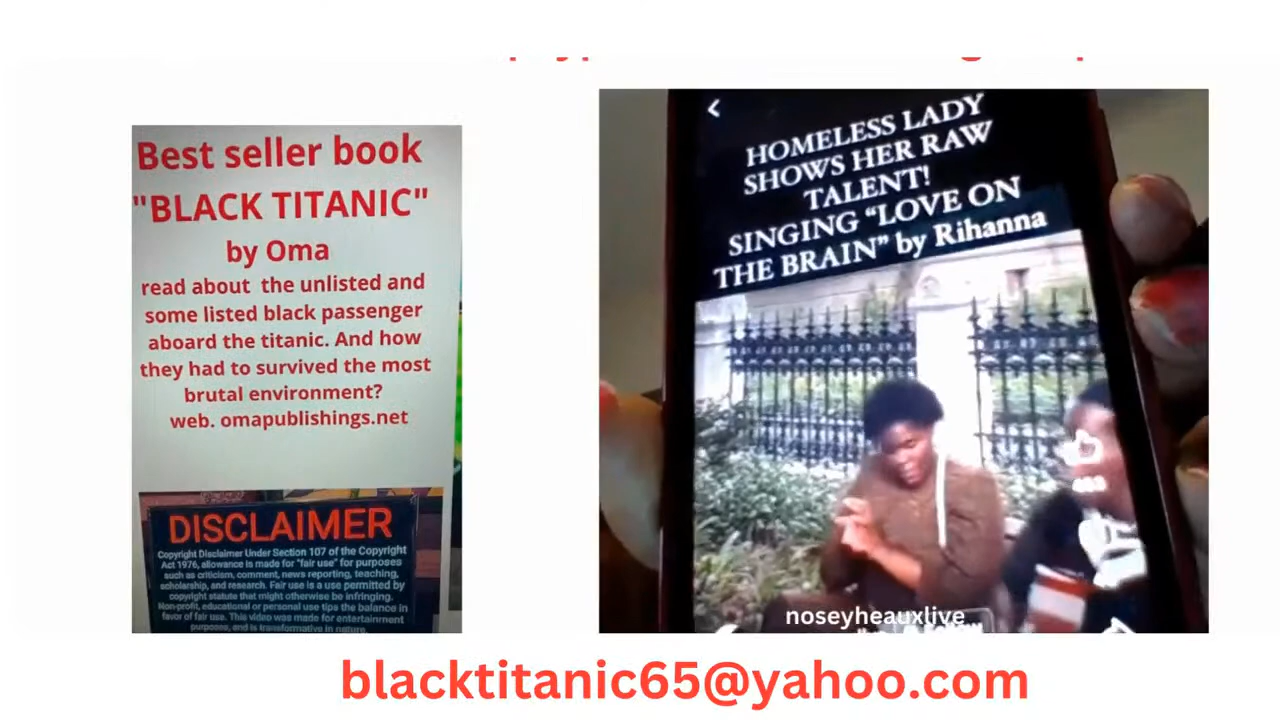 Best seller book
"BLACK TITANIC"
by Oma
read about the unlisted and
some listed black passenger
aboard the titanic. And how
they had to survived the most
brutal environment?
web. omapublishings.net
DISCLAIMER
Copyright Disclaimer Under Section 107 of the Copyright
Act 1976, allowance is made for "fair use" for purposes
such as criticism, comment, news reporting, teaching,
scholarship, and research. Fair use is a use permitted by
copyright statute that might otherwise be infringing.
Non-profit, educational or personal use tips the balance in
favor of fair use. This video was made for entertainment
purposes, and is transformative in nature.
HOMELESS LADY
SHOWS HER RAW
TALENT!
SINGING “LOVE ON
THE BRAIN” by Rihanna
noseyheauxlive
blacktitanic65@yahoo.com